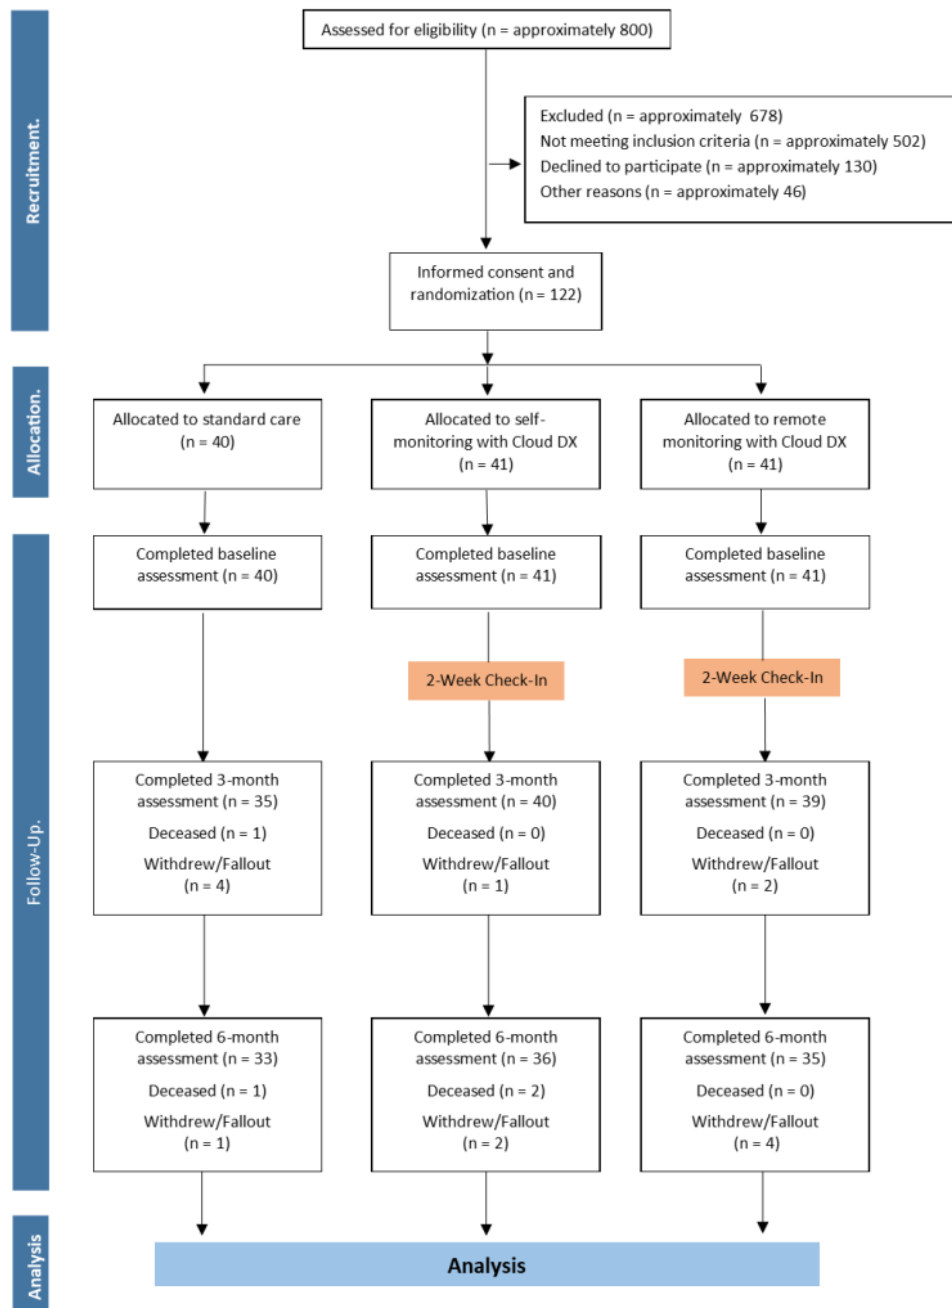 Recruitment.
Assessed for eligibility (n = approximately 800)
Excluded (n = approximately  678)
Not meeting inclusion criteria (n = approximately 502)
Declined to participate (n = approximately 130)
Other reasons (n = approximately 46)
Informed consent and
randomization (n = 122)
Allocation.
Allocated to standard care
(n = 40)
Allocated to self-
monitoring with Cloud DX
(n = 41)
Allocated to remote
monitoring with Cloud DX
(n = 41)
Follow-Up.
Completed baseline
assessment (n = 40)
Completed baseline
assessment (n = 41)
Completed baseline
assessment (n = 41)
2-Week Check-In
2-Week Check-In
Completed 3-month
assessment (n = 35)
Deceased (n = 1)
Withdrew/Fallout
(n = 4)
Completed 3-month
assessment (n = 40)
Deceased (n = 0)
Withdrew/Fallout
(n = 1)
Completed 3-month
assessment (n = 39)
Deceased (n = 0)
Withdrew/Fallout
(n = 2)
Completed 6-month
assessment (n = 33)
Deceased (n = 1)
Withdrew/Fallout
(n = 1)
Completed 6-month
assessment (n = 36)
Deceased (n = 2)
Withdrew/Fallout
(n = 2)
Completed 6-month
assessment (n = 35)
Deceased (n = 0)
Withdrew/Fallout
(n = 4)
Analysis
Analysis